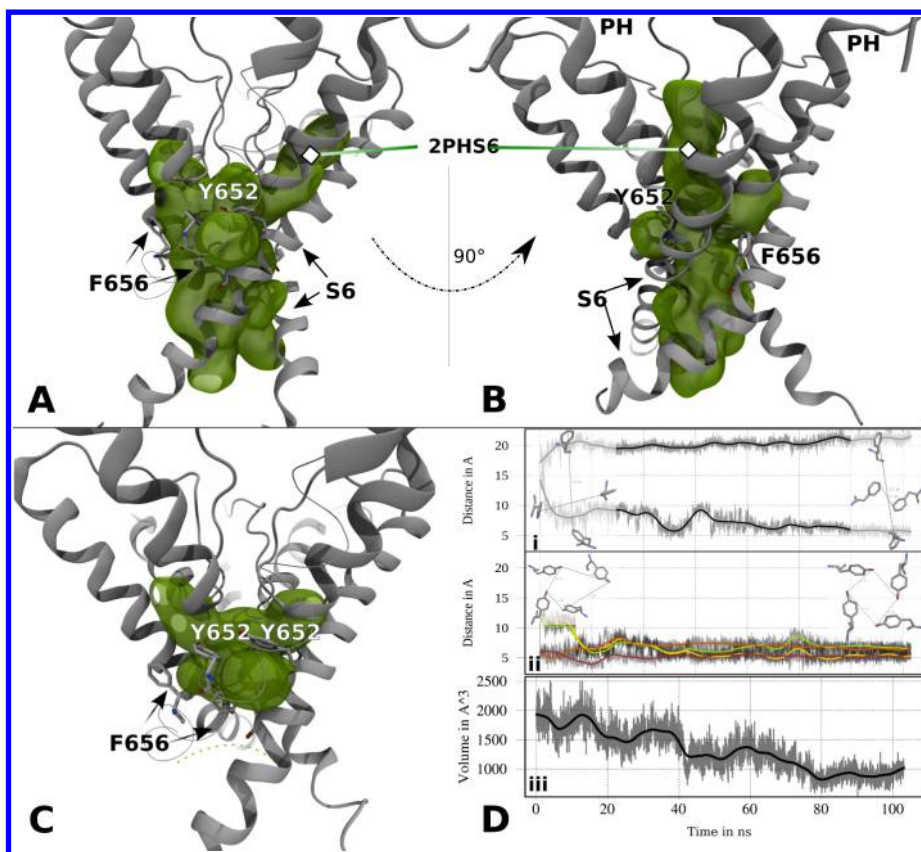 PH
PH
2PHS6
Y652
Y652
F656
F656
90°
S6
S6
A
B
Y652 Y652
F656
C
Distance in A
20
15
10
5
i
Distance in A
20
15
10
5
ii
Volume in A^3
2500
2000
1500
1000
iii
0
20
40
60
80
100
Time in ns
D